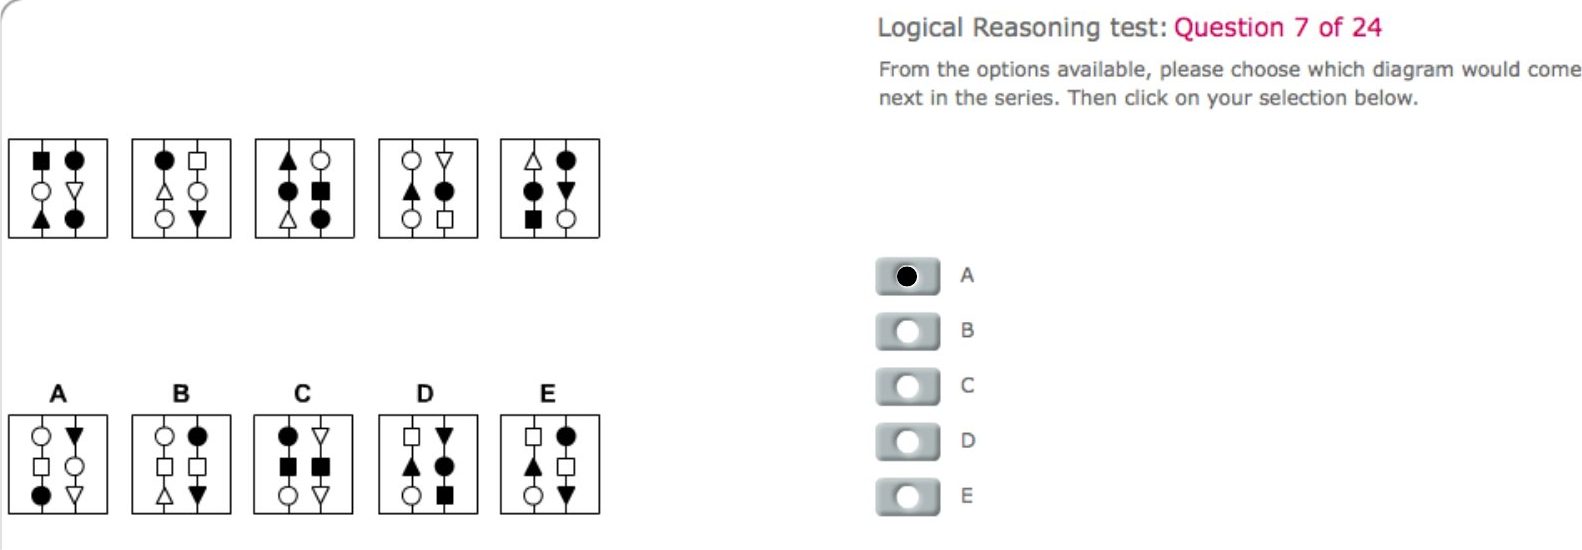 Logical Reasoning test: Question 7 of 24
From the options available, please choose which diagram would come
next in the series. Then click on your selection below.
A
B
C
D
E
A B C D E